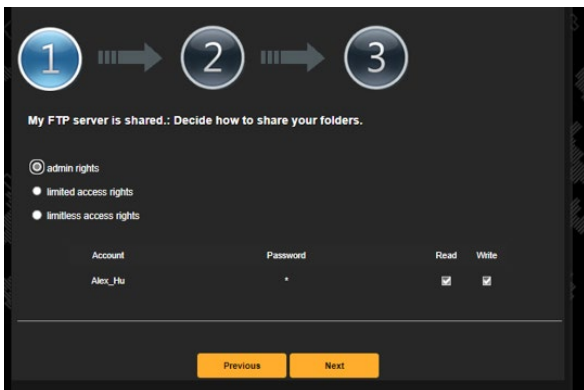 1 2 3
My FTP server is shared.: Decide how to share your folders.
admin rights
limited access rights
limitless access rights
Account Password Read Write
Alex_Hu *
Previous Next